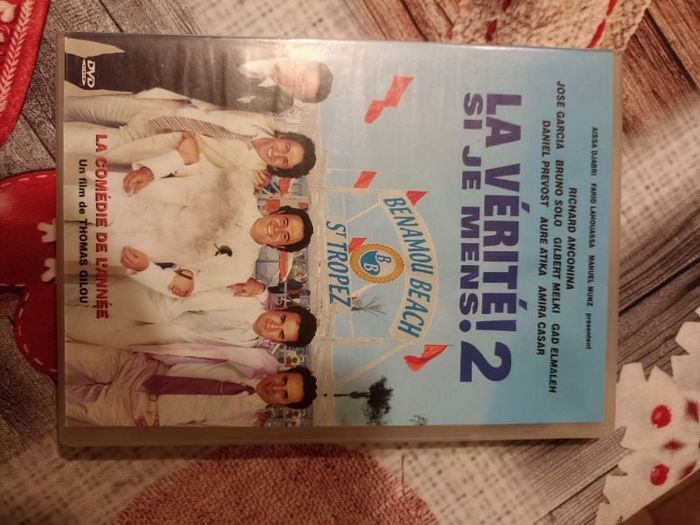 AISSA DJABRI FARID LAHOUASSA MANUEL MUNZ présentent
RICHARD ANCONINA
JOSE GARCIA BRUNO SOLO GILBERT MELKI GAD ELMALEH
DANIEL PREVOST AURE ATIKA AMIRA CASAR
LA VÉRITÉ! 2
SI JE MENS!
BENAMOU BEACH
B B
ST TROPEZ
DVD
LA COMÉDIE DE L'ANNÉE
Un film de THOMAS GILOU